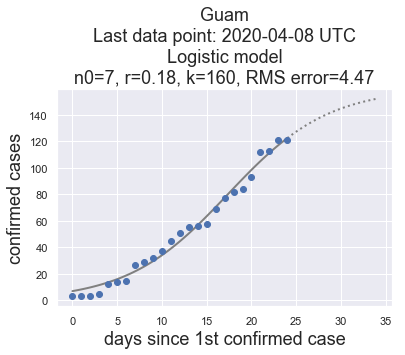 Guam
Last data point: 2020-04-08 UTC
Logistic model
n0=7, r=0.18, k=160, RMS error=4.47
confirmed cases
140
120
100
80
60
40
20
0
0 5 10 15 20 25 30 35
days since 1st confirmed case